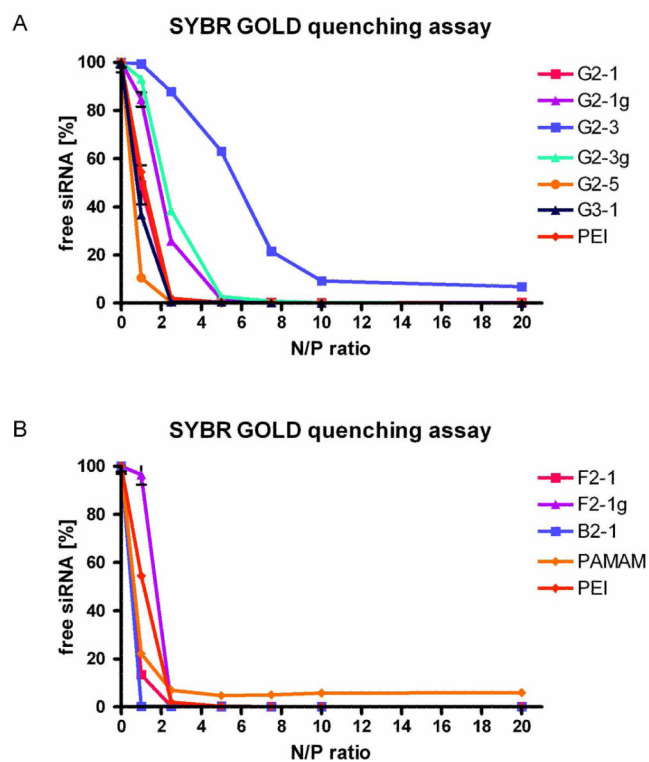 A
SYBR GOLD quenching assay
free siRNA [%]
100
80
60
40
20
0
0 2 4 6 8 10 12 14 16 18 20
N/P ratio
G2-1
G2-1g
G2-3
G2-3g
G2-5
G3-1
PEI
B
SYBR GOLD quenching assay
free siRNA [%]
100
80
60
40
20
0
0 2 4 6 8 10 12 14 16 18 20
N/P ratio
F2-1
F2-1g
B2-1
PAMAM
PEI